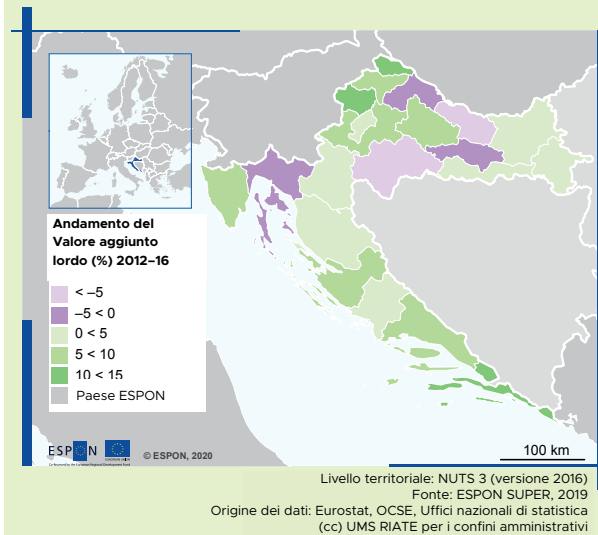 Andamento del
Valore aggiunto
lordo (%) 2012–16
< –5
–5 < 0
0 < 5
5 < 10
10 < 15
Paese ESPON
ESPON
© ESPON, 2020
100 km
Livello territoriale: NUTS 3 (versione 2016)
Fonte: ESPON SUPER, 2019
Origine dei dati: Eurostat, OCSE, Uffici nazionali di statistica
(cc) UMS RIATE per i confini amministrativi